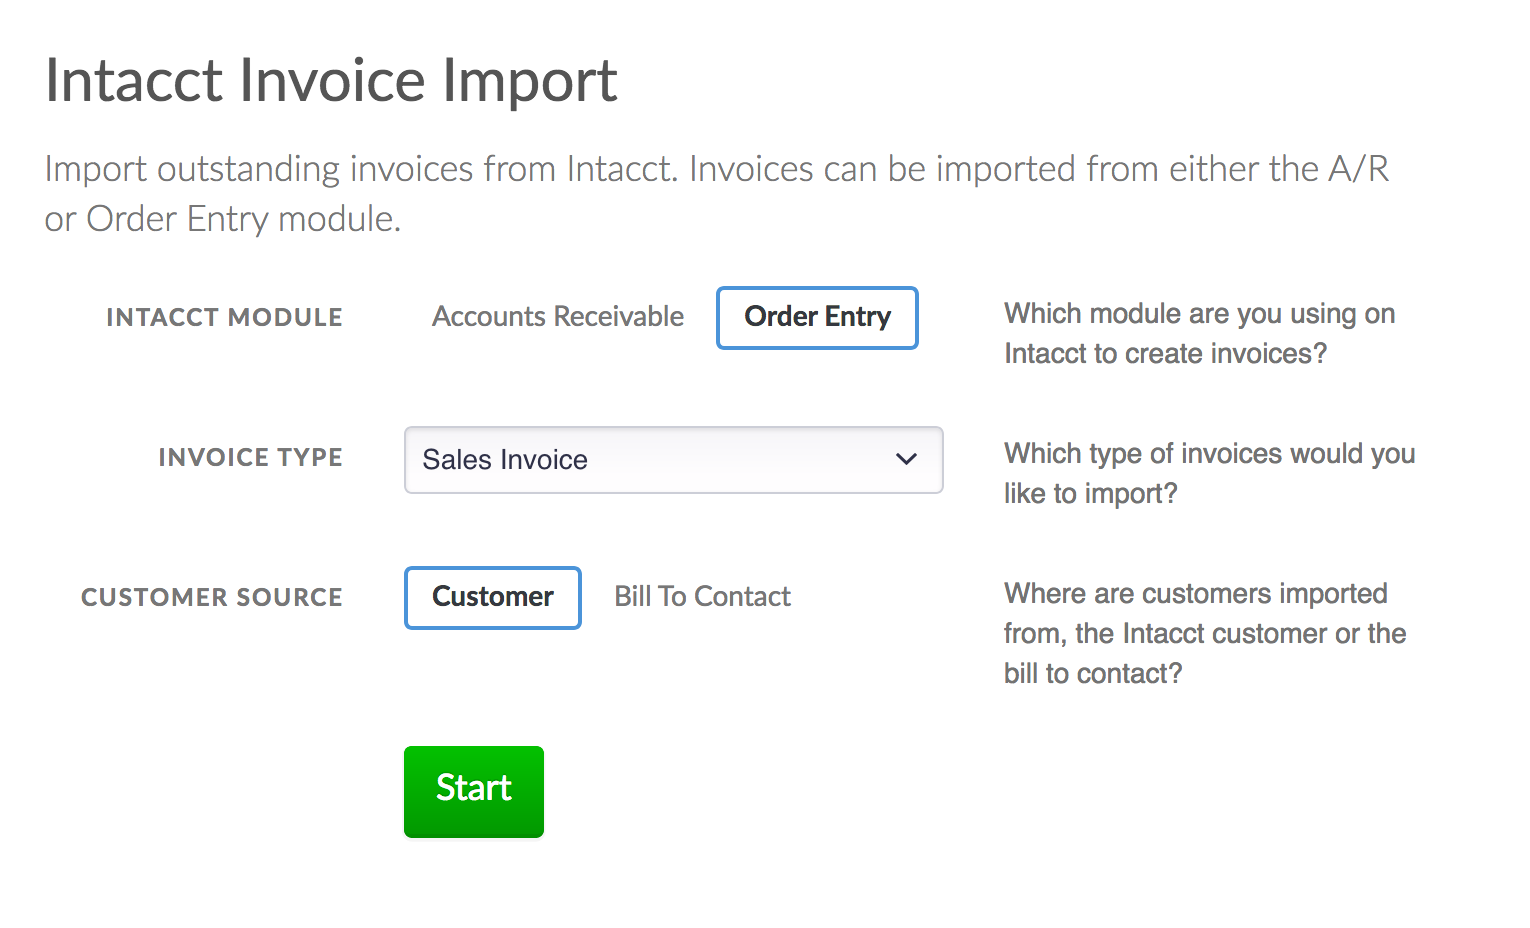 Intacct Invoice Import
Import outstanding invoices from Intacct. Invoices can be imported from either the A/R
or Order Entry module.
INTACCT MODULE
Accounts Receivable
Order Entry
Which module are you using on
Intacct to create invoices?
INVOICE TYPE
Sales Invoice
Which type of invoices would you
like to import?
CUSTOMER SOURCE
Customer
Bill To Contact
Where are customers imported
from, the Intacct customer or the
bill to contact?
Start